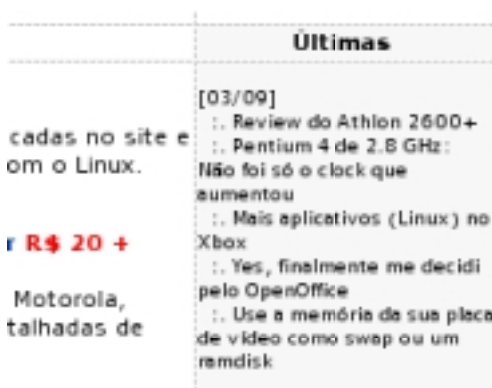 cadas no site e
om o Linux.
r R$ 20 +
Motorola,
talhadas de
Últimas
[03/09]
:. Review do Athlon 2600+
:. Pentium 4 de 2.8 GHz:
Não foi só o clock que
aumentou
:. Mais aplicativos (Linux) no
Xbox
:. Yes, finalmente me decidi
pelo OpenOffice
:. Use a memória da sua placa
de vídeo como swap ou um
ramdisk